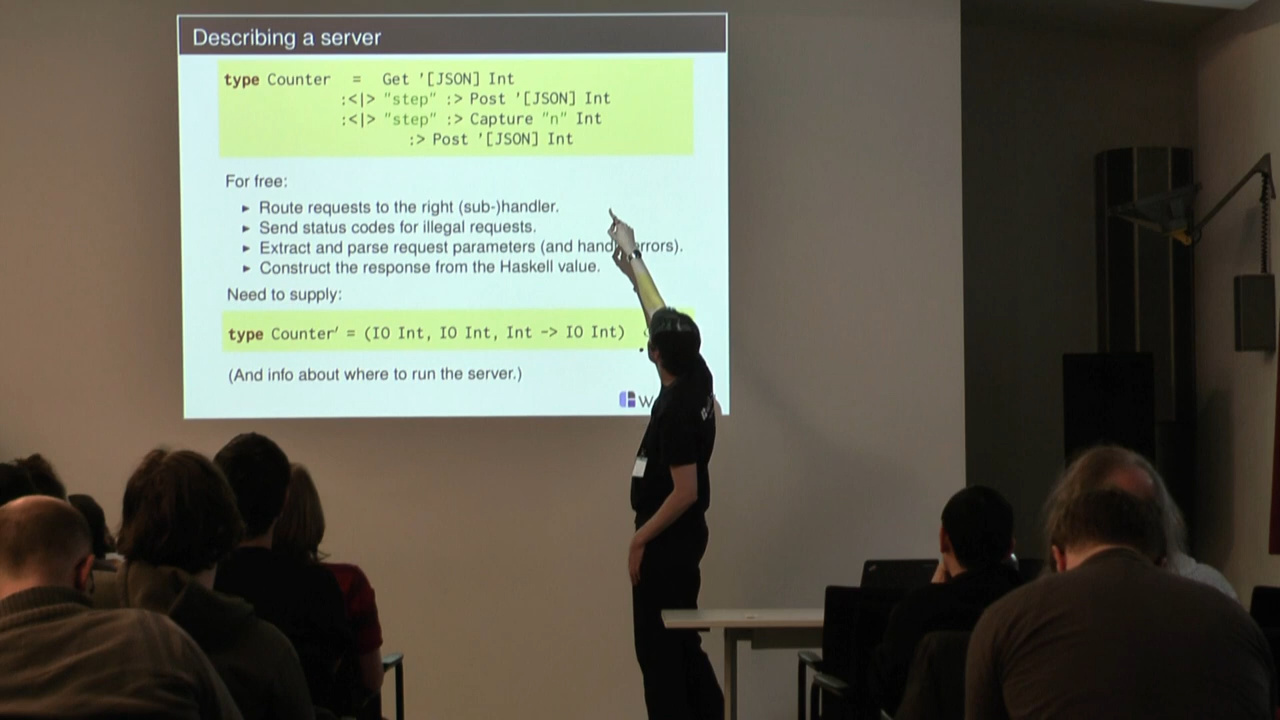 Describing a server
type Counter = Get '[JSON] Int
:<|> "step" :> Post '[JSON] Int
:<|> "step" :> Capture "n" Int
:> Post '[JSON] Int
For free:
► Route requests to the right (sub-)handler.
► Send status codes for illegal requests.
► Extract and parse request parameters (and hand rrors).
► Construct the response from the Haskell value.
Need to supply:
type Counter′ = (IO Int, IO Int, Int -> IO Int)
(And info about where to run the server.)